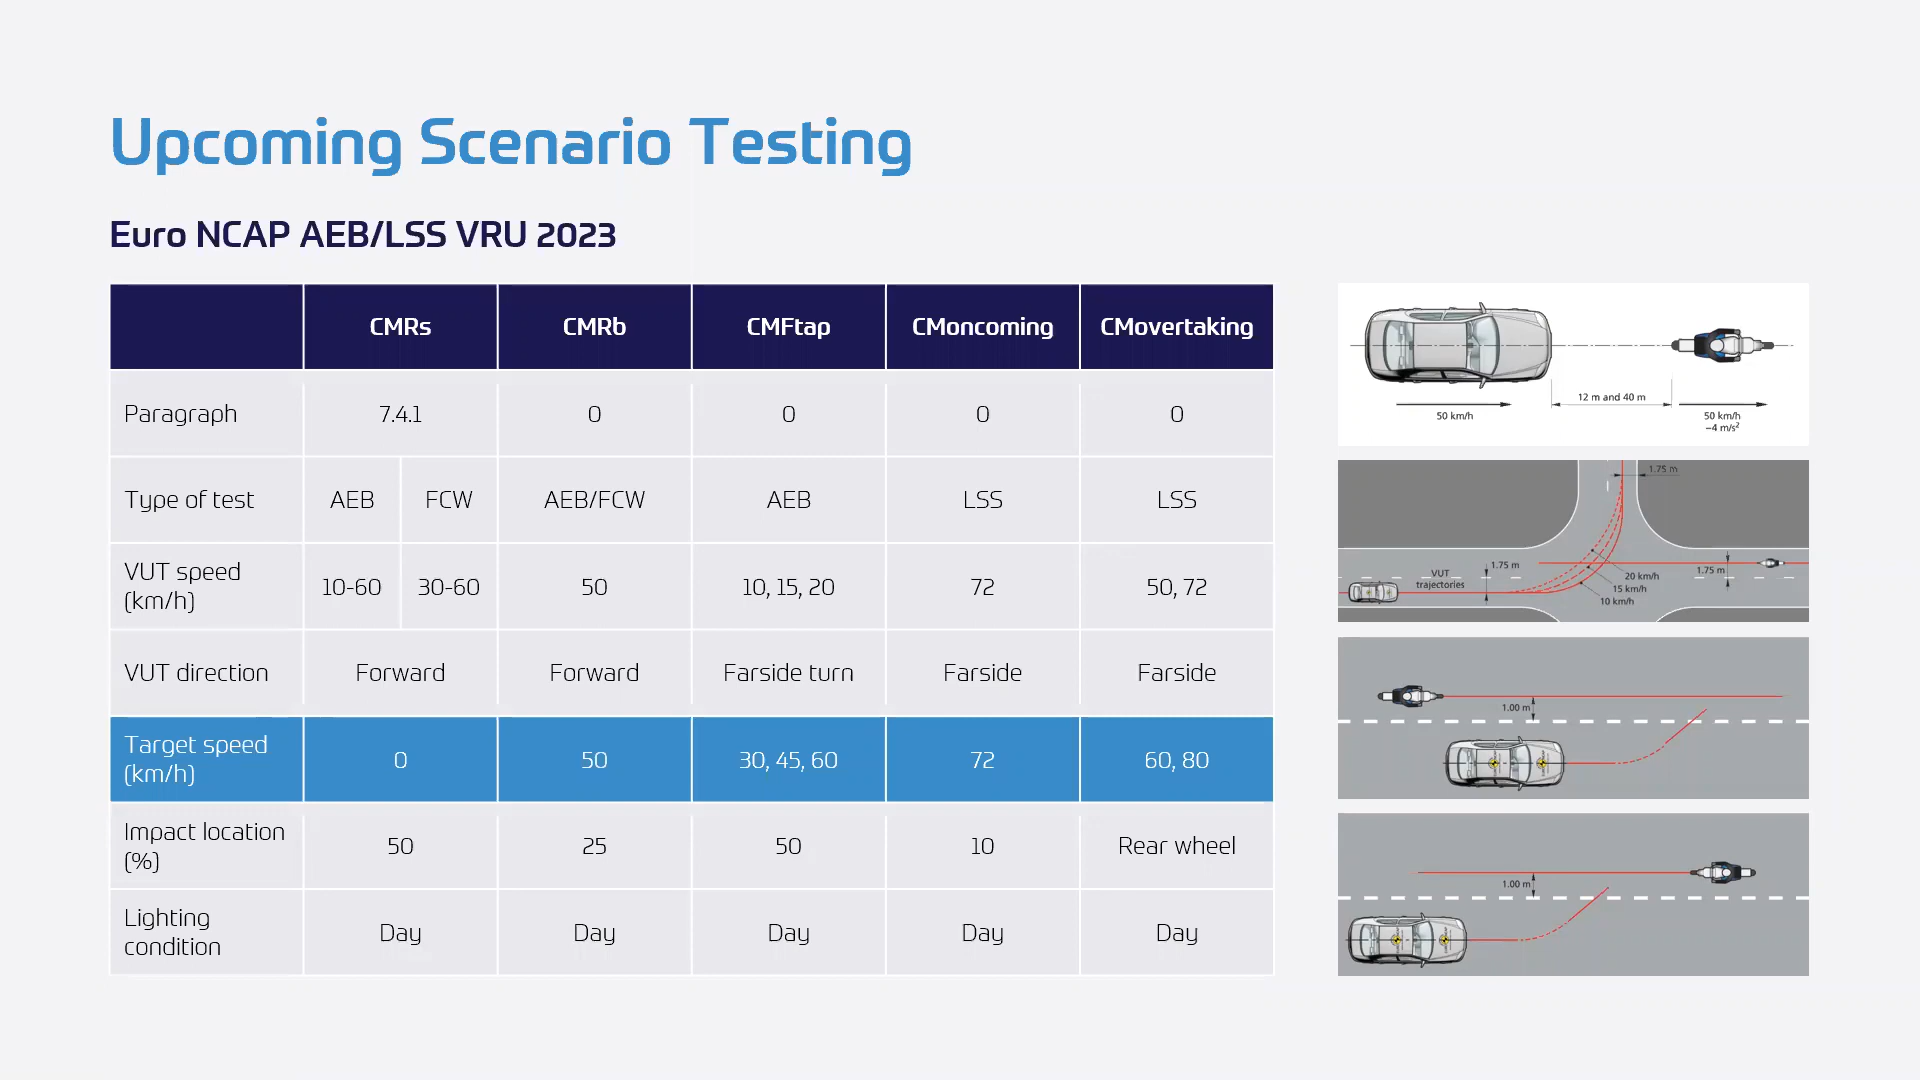 Upcoming Scenario Testing
Euro NCAP AEB/LSS VRU 2023
CMRs CMRb CMFtap CMoncoming CMovertaking
Paragraph 7.4.1 0 0 0 0
Type of test AEB FCW AEB/FCW AEB LSS LSS
VUT speed
(km/h) 10-60 30-60 50 10, 15, 20 72 50, 72
VUT direction Forward Forward Farside turn Farside Farside
Target speed
(km/h) 0 50 30, 45, 60 72 60, 80
Impact location
(%) 50 25 50 10 Rear wheel
Lighting
condition Day Day Day Day Day
12 m and 40 m
50 km/h 50 km/h
−4 m/s²
1.75 m
1.75 m 1.75 m
VUT
trajectories
20 km/h
15 km/h
10 km/h
1.00 m
1.00 m